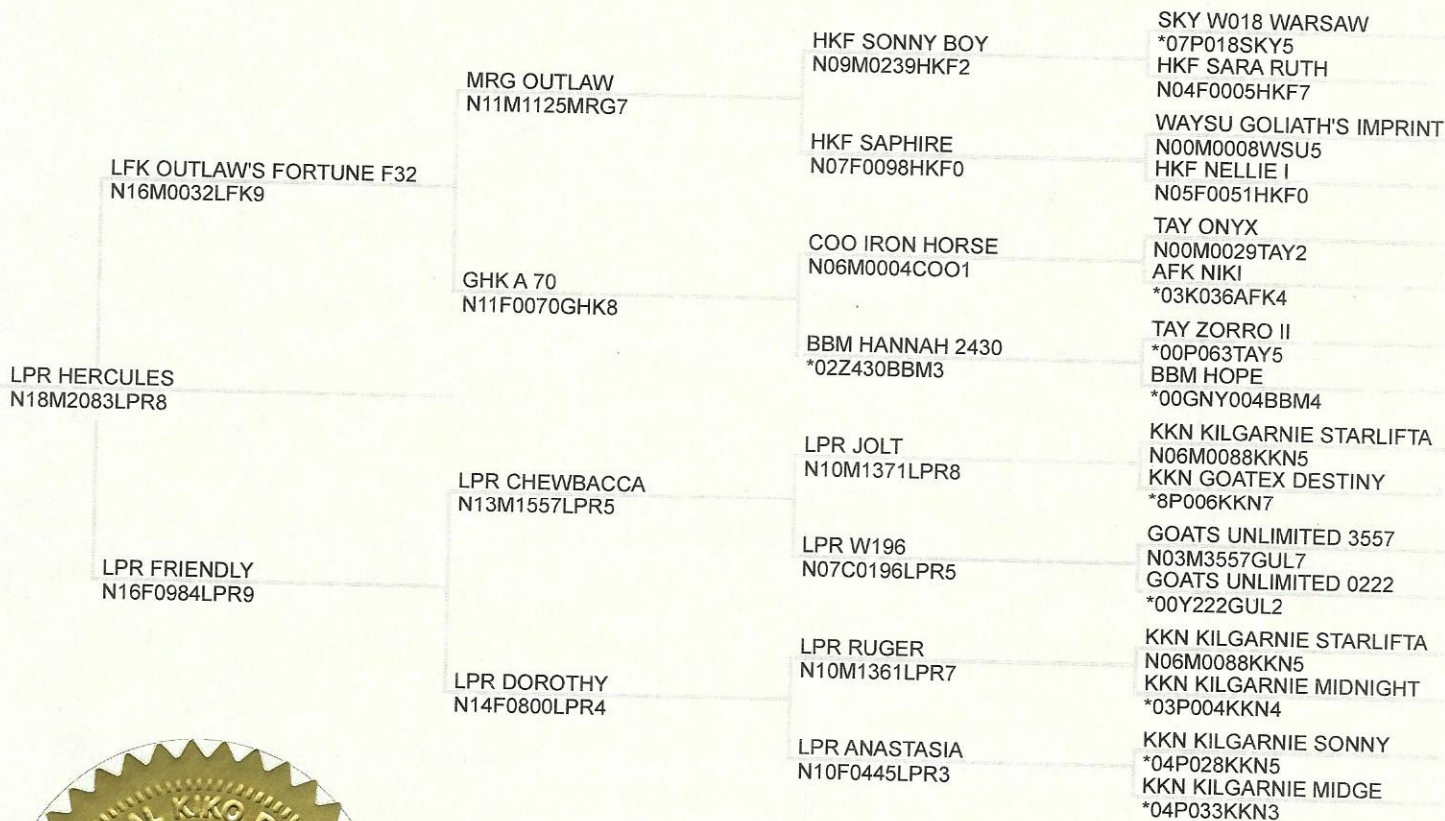 LPR HERCULES
N18M2083LPR8
LFK OUTLAW'S FORTUNE F32
N16M0032LFK9
LPR FRIENDLY
N16F0984LPR9
MRG OUTLAW
N11M1125MRG7
GHK A 70
N11F0070GHK8
LPR CHEWBACCA
N13M1557LPR5
LPR DOROTHY
N14F0800LPR4
HKF SONNY BOY
N09M0239HKF2
HKF SAPHIRE
N07F0098HKF0
COO IRON HORSE
N06M0004COO1
BBM HANNAH 2430
*02Z430BBM3
LPR JOLT
N10M1371LPR8
LPR W196
N07C0196LPR5
LPR RUGER
N10M1361LPR7
LPR ANASTASIA
N10F0445LPR3
SKY W018 WARSAW
*07P018SKY5
HKF SARA RUTH
N04F0005HKF7
WAYSU GOLIATH'S IMPRINT
N00M0008WSU5
HKF NELLIE I
N05F0051HKF0
TAY ONYX
N00M0029TAY2
AFK NIKI
*03K036AFK4
TAY ZORRO II
*00P063TAY5
BBM HOPE
*00GNY004BBM4
KKN KILGARNIE STARLIFTA
N06M0088KKN5
KKN GOATEX DESTINY
*8P006KKN7
GOATS UNLIMITED 3557
N03M3557GUL7
GOATS UNLIMITED 0222
*00Y222GUL2
KKN KILGARNIE STARLIFTA
N06M0088KKN5
KKN KILGARNIE MIDNIGHT
*03P004KKN4
KKN KILGARNIE SONNY
*04P028KKN5
KKN KILGARNIE MIDGE
*04P033KKN3
KIKO